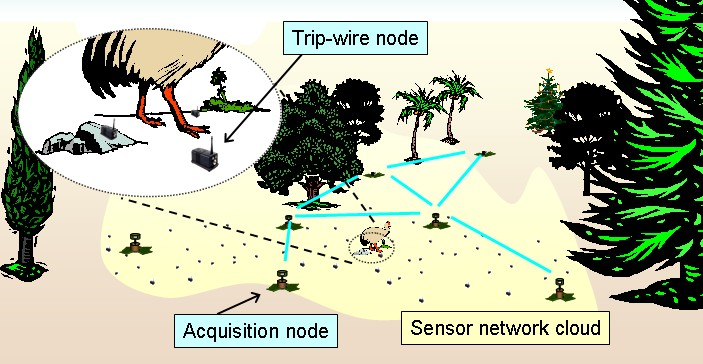 Trip-wire node
Acquisition node
Sensor network cloud